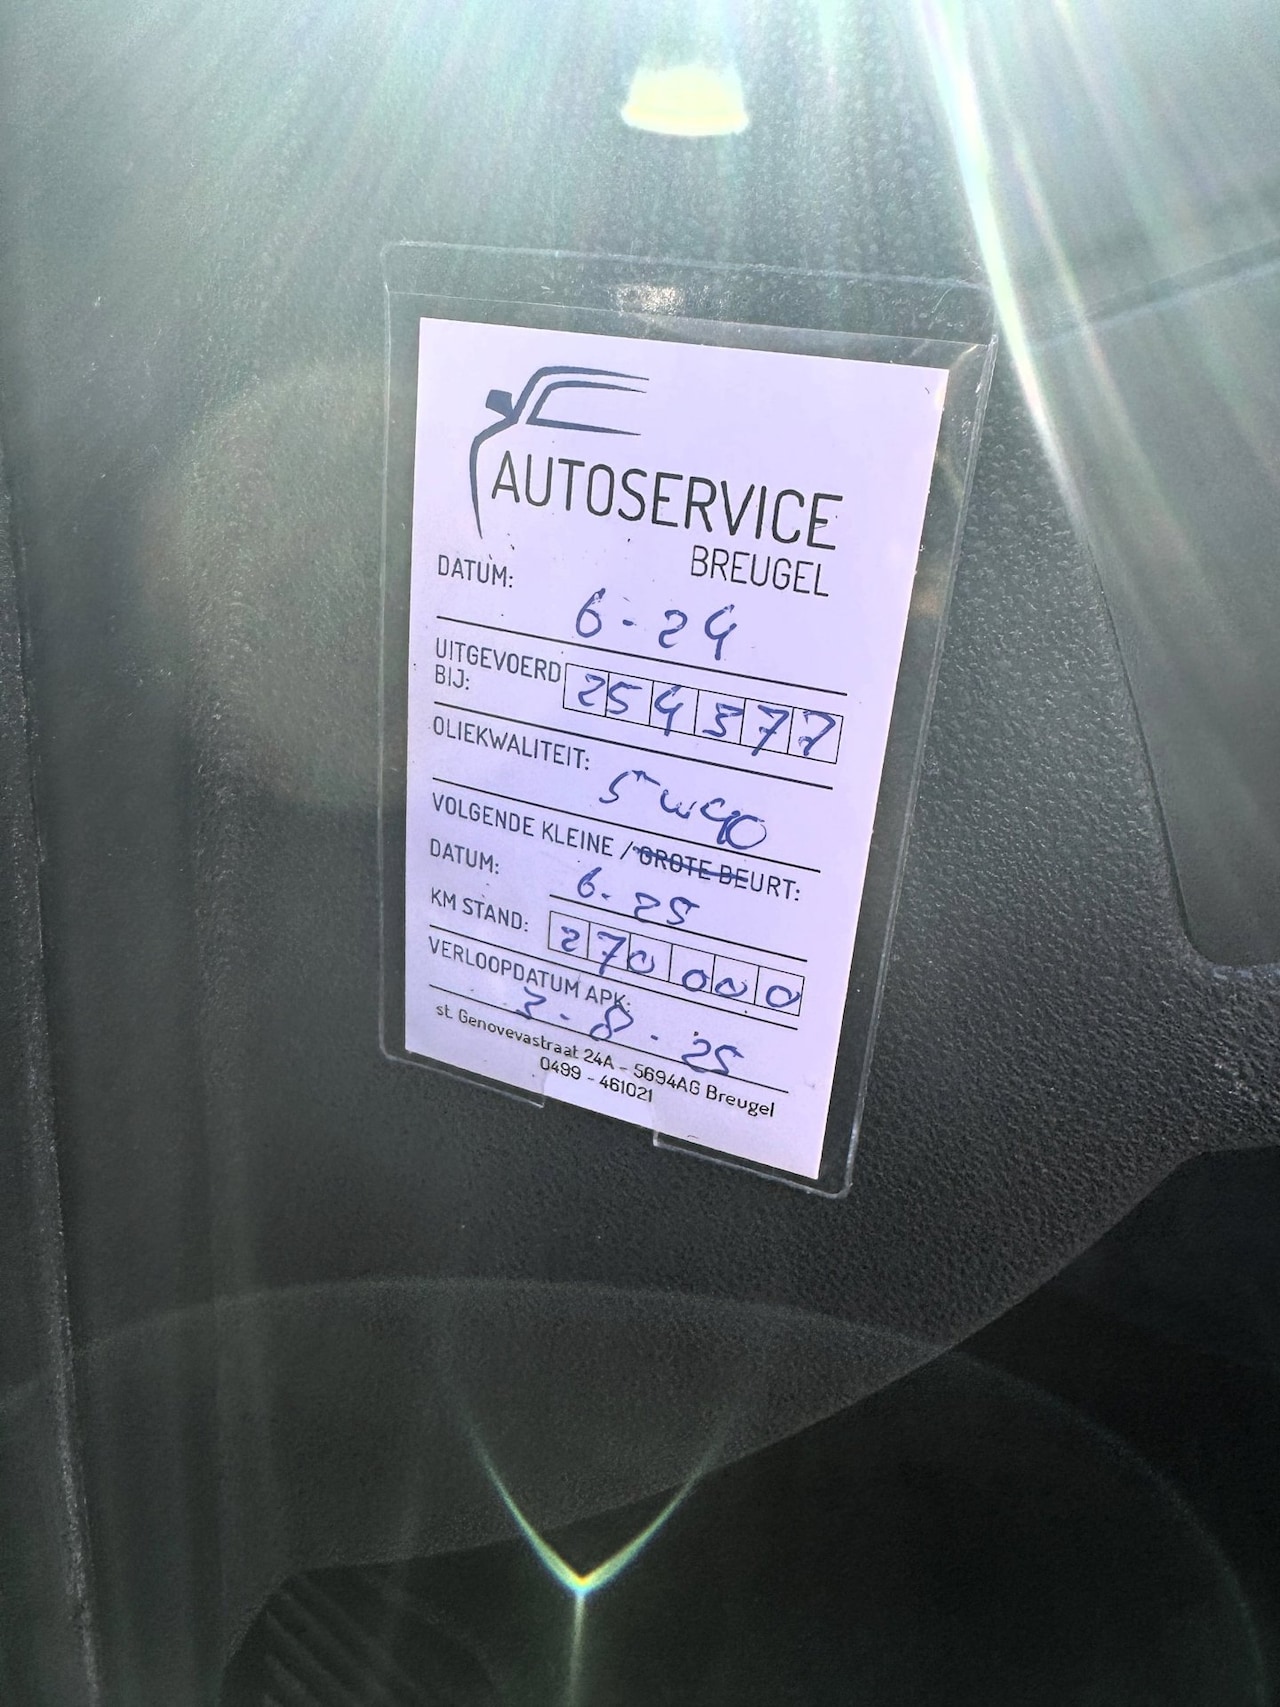 AUTOSERVICE
BREUGEL
DATUM: 6-24
UITGEVOERD BIJ: 254377
OLIEKWALITEIT: 5w40
VOLGENDE KLEINE / GROTE BEURT:
DATUM: 6-25
KM STAND: 270000
VERLOOPDATUM APK:
3-8-25
st. Genovevastraat 24A - 5694AG Breugel
0499 - 461021